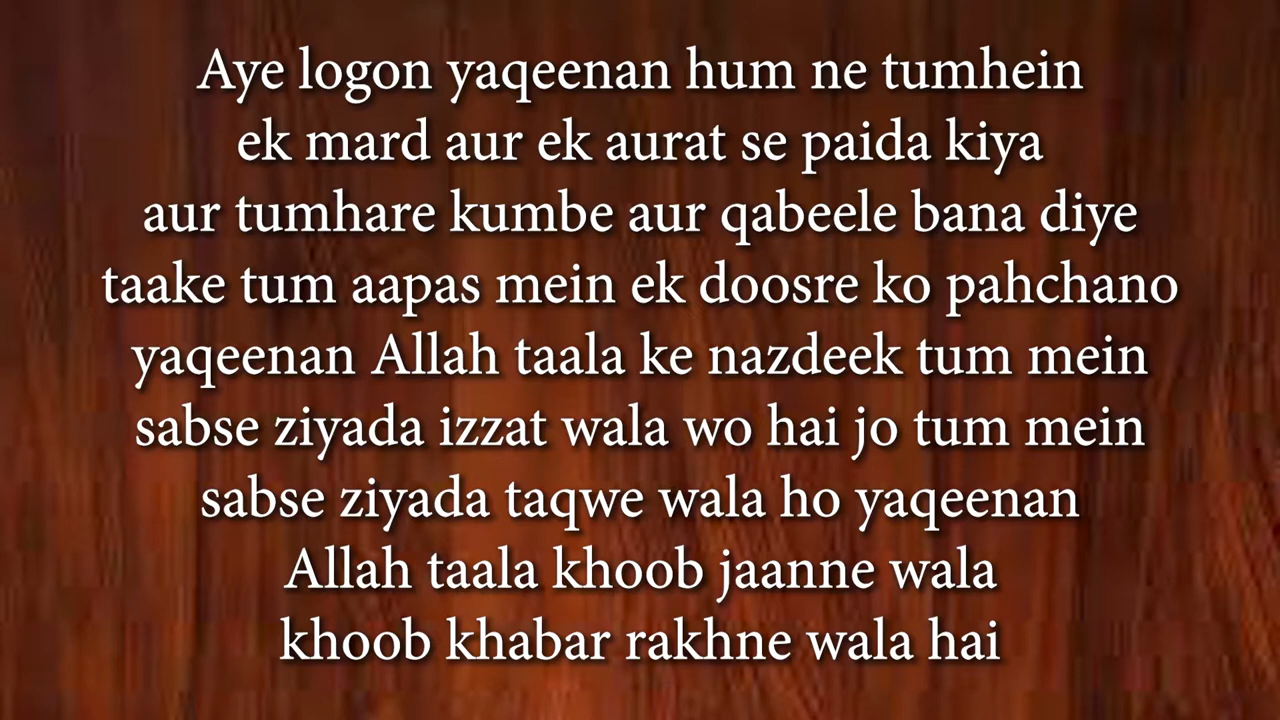 Aye logon yaqeenan hum ne tumhein
ek mard aur ek aurat se paida kiya
aur tumhare kumbe aur qabeele bana diye
taake tum aapas mein ek doosre ko pahchano
yaqeenan Allah taala ke nazdeek tum mein
sabse ziyada izzat wala wo hai jo tum mein
sabse ziyada taqwe wala ho yaqeenan
Allah taala khoob jaanne wala
khoob khabar rakhne wala hai